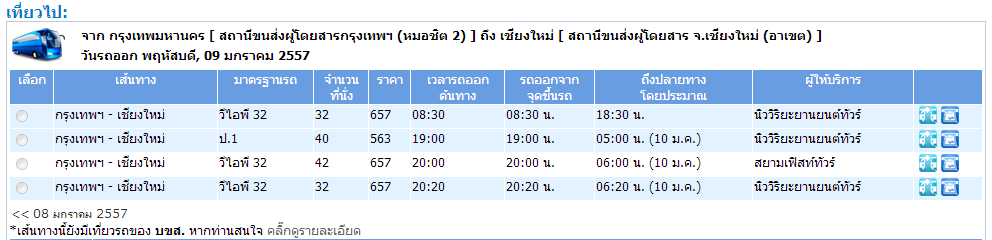 เที่ยวไป:
จาก กรุงเทพมหานคร [ สถานีขนส่งผู้โดยสารกรุงเทพฯ (หมอชิต 2) ] ถึง เชียงใหม่ [ สถานีขนส่งผู้โดยสาร จ.เชียงใหม่ (อาเขต) ]
วันรถออก พฤหัสบดี, 09 มกราคม 2557
เลือก เส้นทาง มาตรฐานรถ จำนวนที่นั่ง ราคา เวลารถออกต้นทาง รถออกจากจุดขึ้นรถ ถึงปลายทางโดยประมาณ ผู้ให้บริการ
กรุงเทพฯ - เชียงใหม่ วีไอพี 32 32 657 08:30 08:30 น. 18:30 น. นิววิริยะยานยนต์ทัวร์
กรุงเทพฯ - เชียงใหม่ ป.1 40 563 19:00 19:00 น. 05:00 น. (10 ม.ค.) นิววิริยะยานยนต์ทัวร์
กรุงเทพฯ - เชียงใหม่ วีไอพี 32 42 657 20:00 20:00 น. 06:00 น. (10 ม.ค.) สยามเฟิสท์ทัวร์
กรุงเทพฯ - เชียงใหม่ วีไอพี 32 32 657 20:20 20:20 น. 06:20 น. (10 ม.ค.) นิววิริยะยานยนต์ทัวร์
<< 08 มกราคม 2557
*เส้นทางนี้ยังมีเที่ยวรถของ บขส. หากท่านสนใจ คลิ๊กดูรายละเอียด